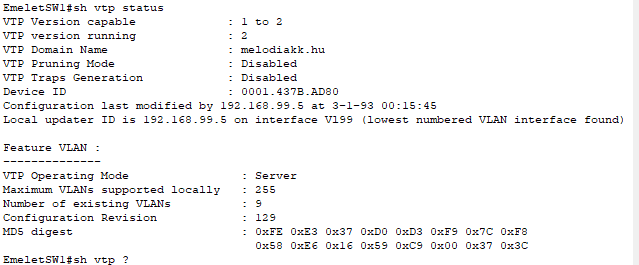 EmeletSW1#sh vtp status
VTP Version capable : 1 to 2
VTP version running : 2
VTP Domain Name : melodiakk.hu
VTP Pruning Mode : Disabled
VTP Traps Generation : Disabled
Device ID : 0001.437B.AD80
Configuration last modified by 192.168.99.5 at 3-1-93 00:15:45
Local updater ID is 192.168.99.5 on interface Vl99 (lowest numbered VLAN interface found)
Feature VLAN :
--------------
VTP Operating Mode : Server
Maximum VLANs supported locally : 255
Number of existing VLANs : 9
Configuration Revision : 129
MD5 digest : 0xFE 0xE3 0x37 0xD0 0xD3 0xF9 0x7C 0xF8
0x58 0xE6 0x16 0x59 0xC9 0x00 0x37 0x3C
EmeletSW1#sh vtp ?